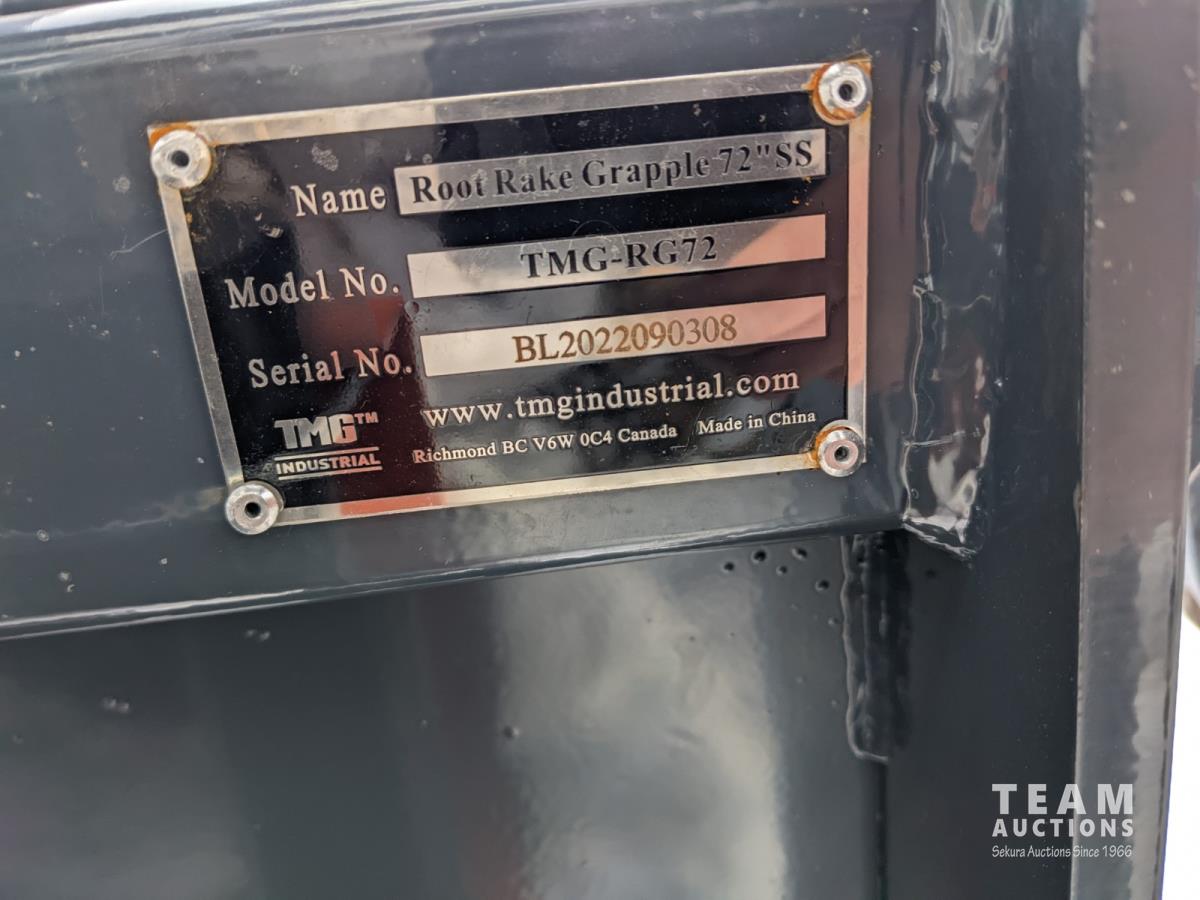 Name Root Rake Grapple 72"SS
Model No. TMG-RG72
Serial No. BL2022090308
TMG™ INDUSTRIAL
www.tmgindustrial.com
Richmond BC V6W 0C4 Canada Made in China
TEAM
AUCTIONS
Sekura Auctions Since 1966